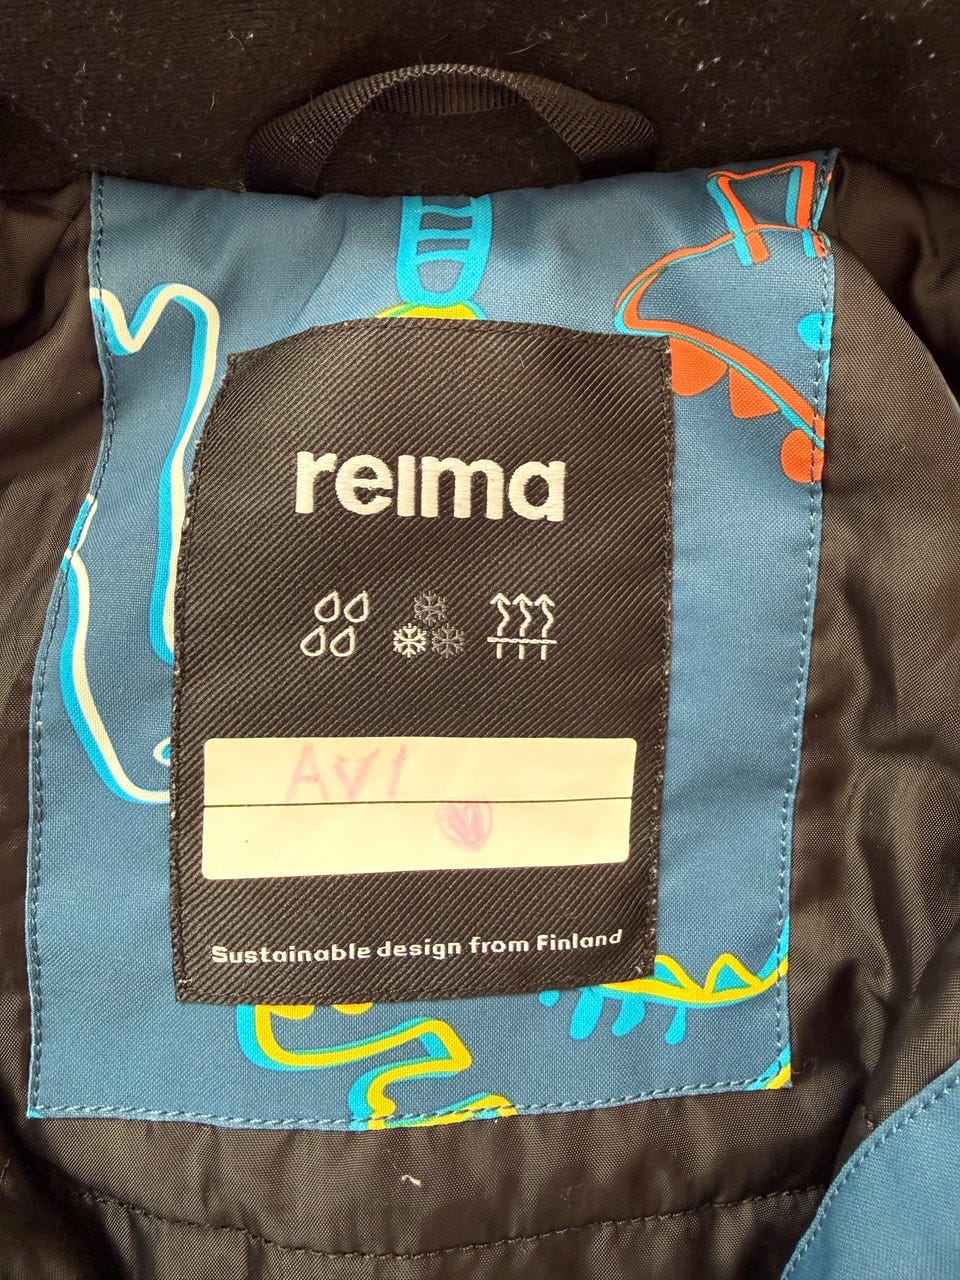 reima
AVI
Sustainable design from Finland